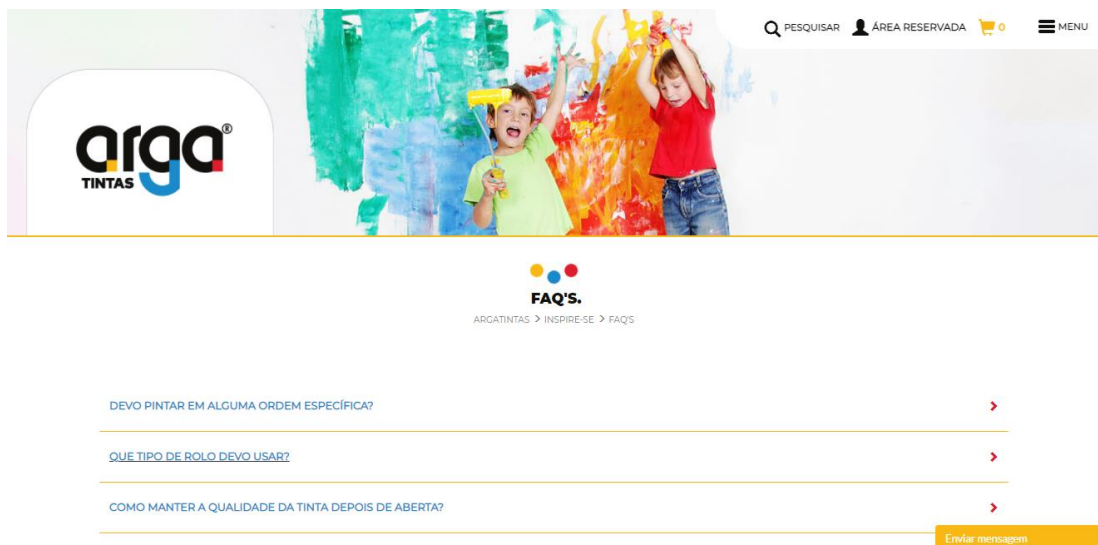 PESQUISAR ÁREA RESERVADA 0 MENU
arga®
TINTAS
FAQ'S.
ARGATINTAS > INSPIRE-SE > FAQ'S
DEVO PINTAR EM ALGUMA ORDEM ESPECÍFICA?
QUE TIPO DE ROLO DEVO USAR?
COMO MANTER A QUALIDADE DA TINTA DEPOIS DE ABERTA?
Enviar mensagem